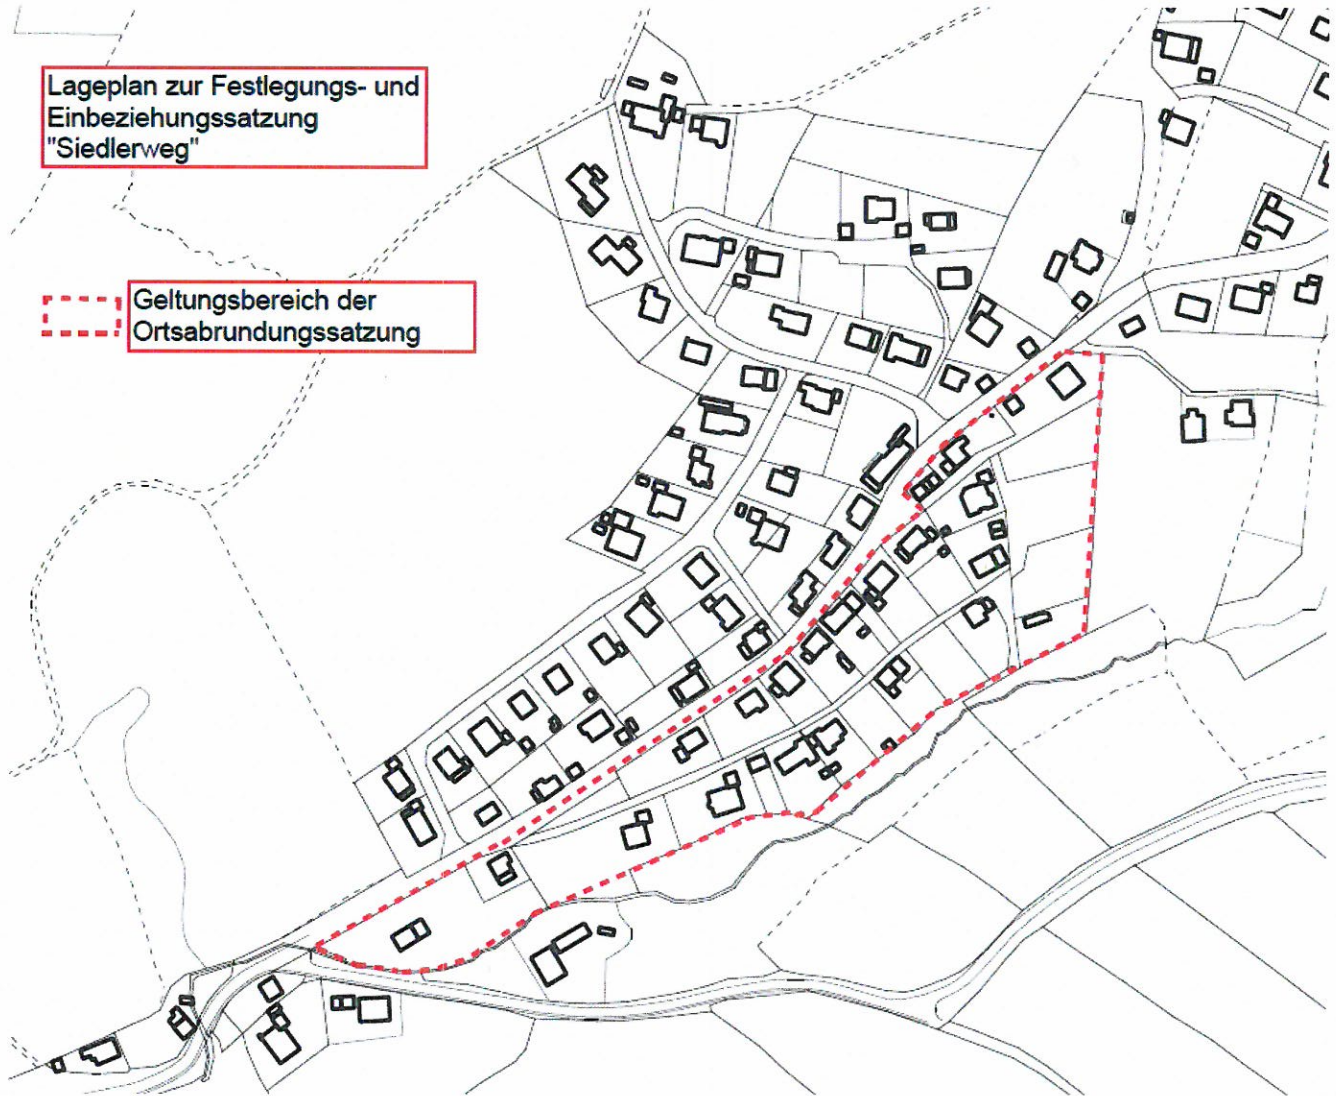 Lageplan zur Festlegungs- und
Einbeziehungssatzung
"Siedlerweg"
Geltungsbereich der
Ortsabrundungssatzung